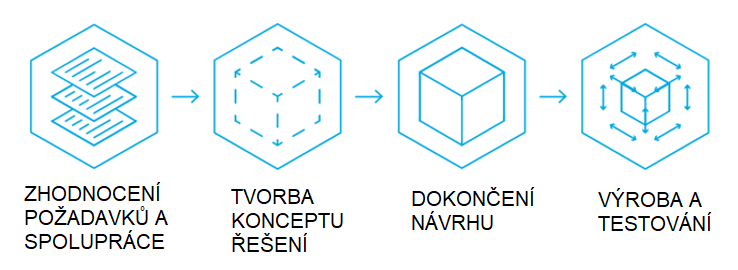 ZHODNOCENÍ
POŽADAVKŮ A
SPOLUPRÁCE
TVORBA
KONCEPTU
ŘEŠENÍ
DOKONČENÍ
NÁVRHU
VÝROBA A
TESTOVÁNÍ